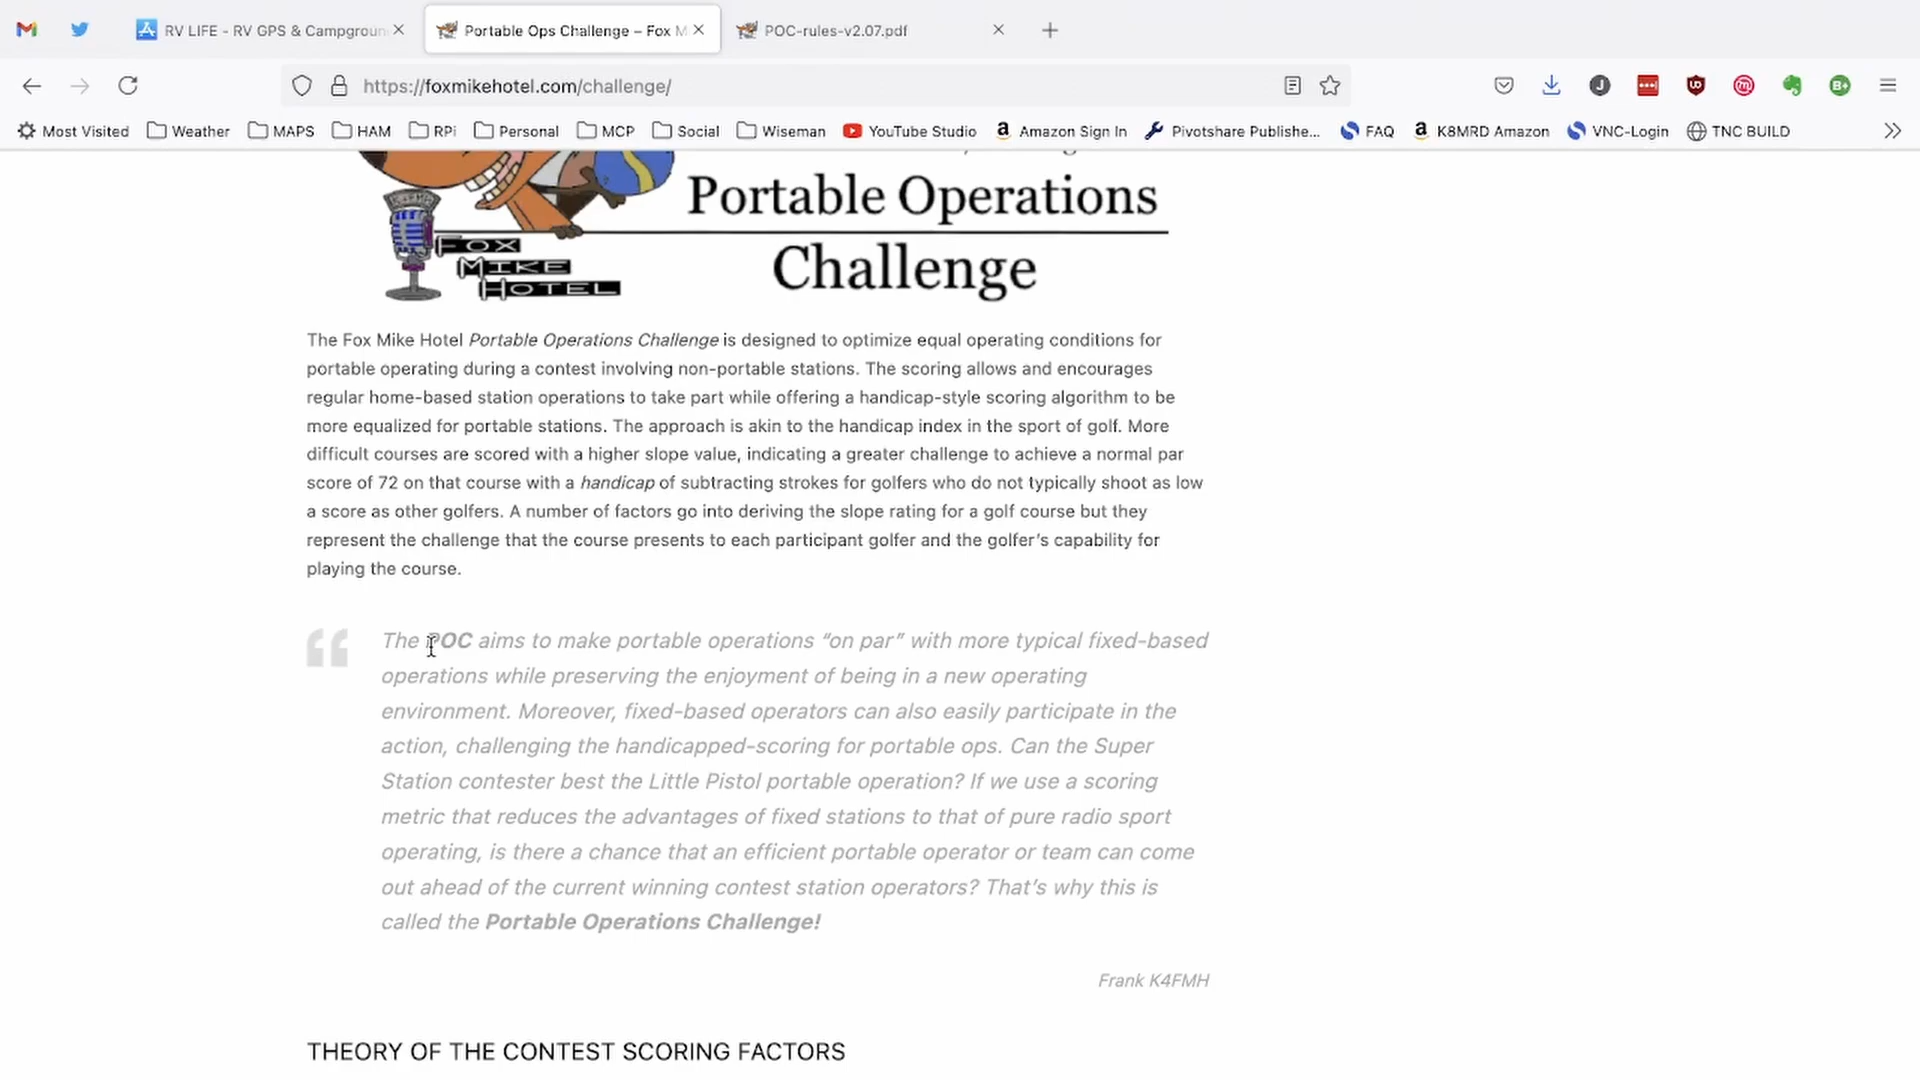 RV LIFE - RV GPS & Campgroun
Portable Ops Challenge – Fox M
POC-rules-v2.07.pdf
https://foxmikehotel.com/challenge/
Most Visited
Weather
MAPS
HAM
RPi
Personal
MCP
Social
Wiseman
YouTube Studio
Amazon Sign In
Pivotshare Publishe...
FAQ
K8MRD Amazon
VNC-Login
TNC BUILD
Portable Operations
Challenge
FOX
MIKE
HOTEL
The Fox Mike Hotel Portable Operations Challenge is designed to optimize equal operating conditions for
portable operating during a contest involving non-portable stations. The scoring allows and encourages
regular home-based station operations to take part while offering a handicap-style scoring algorithm to be
more equalized for portable stations. The approach is akin to the handicap index in the sport of golf. More
difficult courses are scored with a higher slope value, indicating a greater challenge to achieve a normal par
score of 72 on that course with a handicap of subtracting strokes for golfers who do not typically shoot as low
a score as other golfers. A number of factors go into deriving the slope rating for a golf course but they
represent the challenge that the course presents to each participant golfer and the golfer’s capability for
playing the course.
The POC aims to make portable operations “on par” with more typical fixed-based
operations while preserving the enjoyment of being in a new operating
environment. Moreover, fixed-based operators can also easily participate in the
action, challenging the handicapped-scoring for portable ops. Can the Super
Station contester best the Little Pistol portable operation? If we use a scoring
metric that reduces the advantages of fixed stations to that of pure radio sport
operating, is there a chance that an efficient portable operator or team can come
out ahead of the current winning contest station operators? That’s why this is
called the Portable Operations Challenge!
Frank K4FMH
THEORY OF THE CONTEST SCORING FACTORS